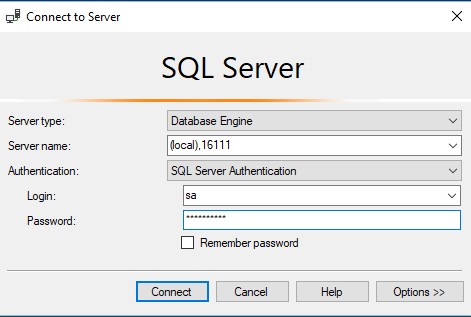 Connect to Server
SQL Server
Server type: Database Engine
Server name: (local),16111
Authentication: SQL Server Authentication
Login: sa
Password: **********
Remember password
Connect Cancel Help Options >>